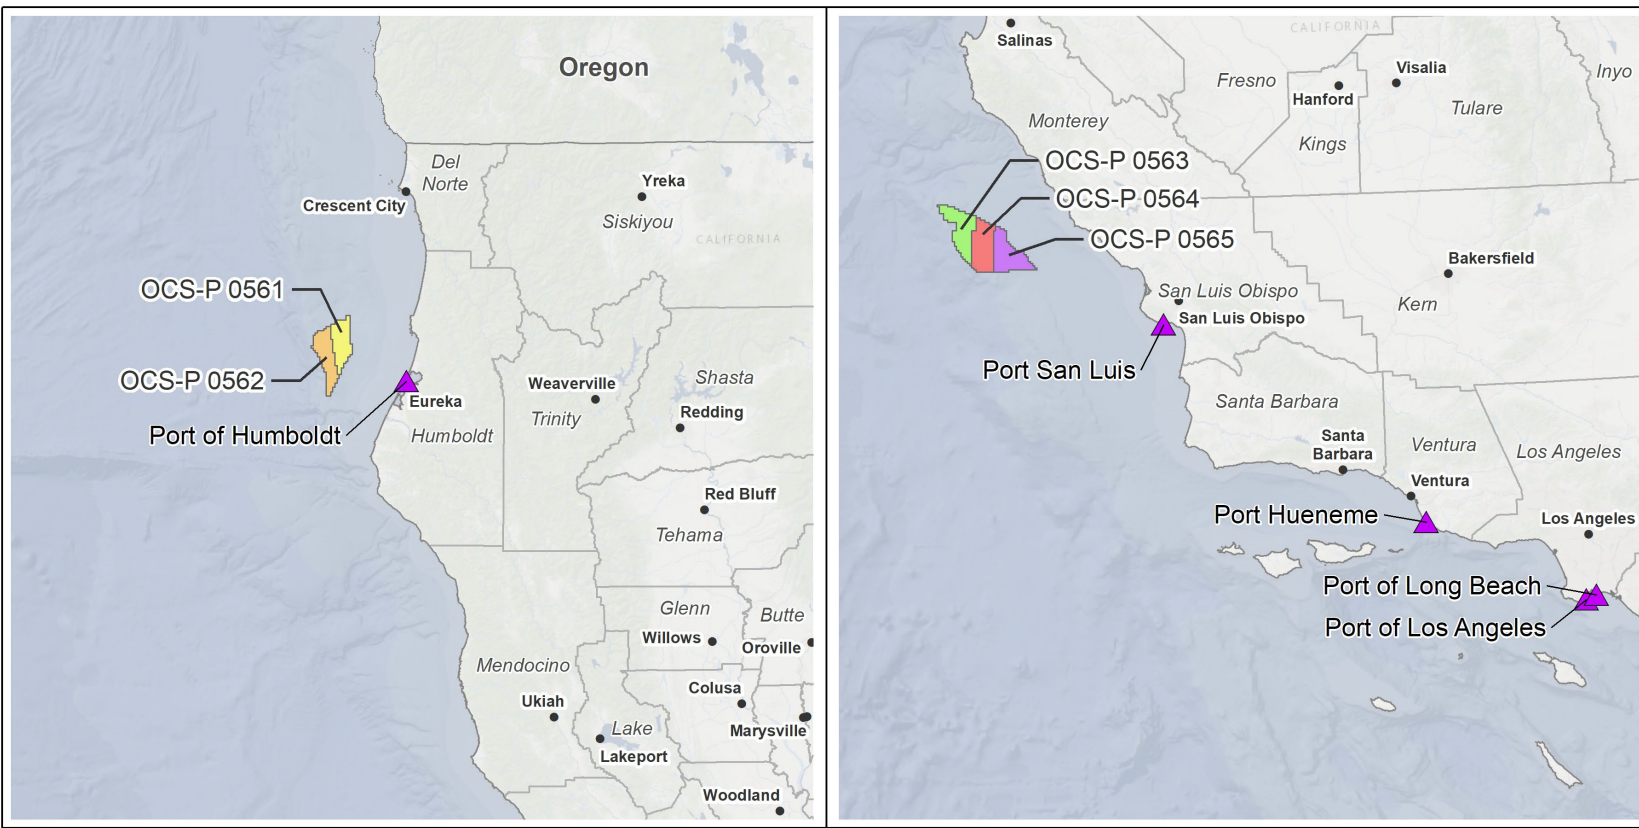 Oregon
Del
Norte
Crescent City
Yreka
Siskiyou
CALIFORNIA
OCS-P 0561
OCS-P 0562
Eureka
Port of Humboldt
Humboldt
Weaverville
Trinity
Shasta
Redding
Red Bluff
Tehama
Glenn
Willows
Butte
Oroville
Mendocino
Ukiah
Colusa
Marysville
Lake
Lakeport
Woodland
CALIFORNIA
Salinas
Fresno
Visalia
Inyo
Hanford
Tulare
Monterey
Kings
OCS-P 0563
OCS-P 0564
OCS-P 0565
Bakersfield
San Luis Obispo
Kern
San Luis Obispo
Port San Luis
Santa Barbara
Santa
Barbara
Ventura
Los Angeles
Ventura
Port Hueneme
Los Angeles
Port of Long Beach
Port of Los Angeles